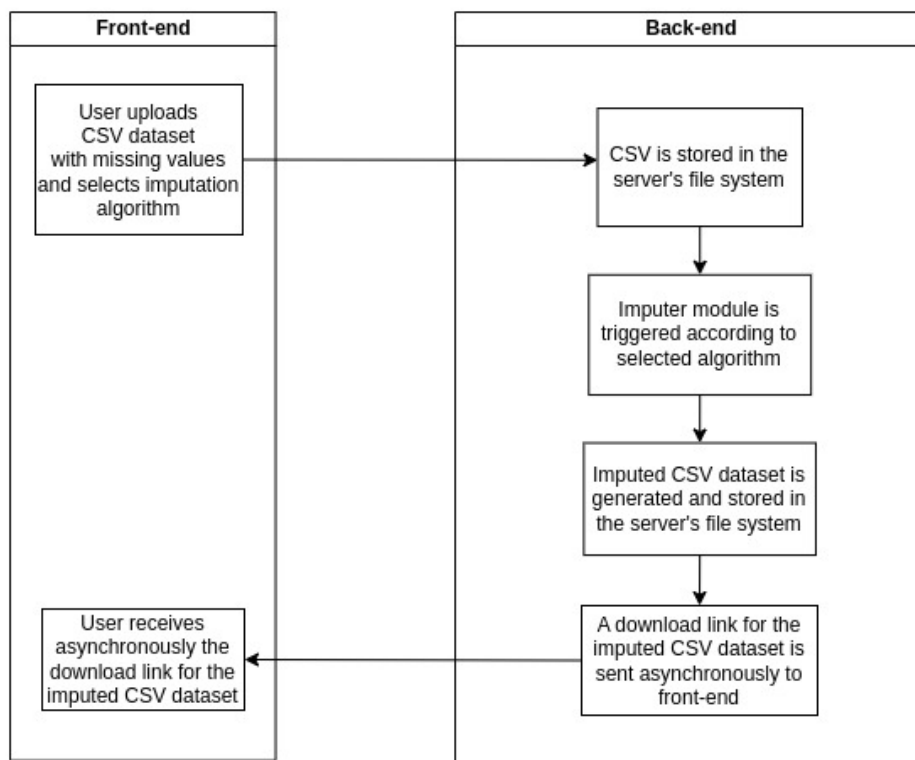 Front-end
Back-end
User uploads
CSV dataset
with missing values
and selects imputation
algorithm
CSV is stored in the
server's file system
Imputer module is
triggered according to
selected algorithm
Imputed CSV dataset is
generated and stored in
the server's file system
A download link for the
imputed CSV dataset is
sent asynchronously to
front-end
User receives
asynchronously the
download link for the
imputed CSV dataset